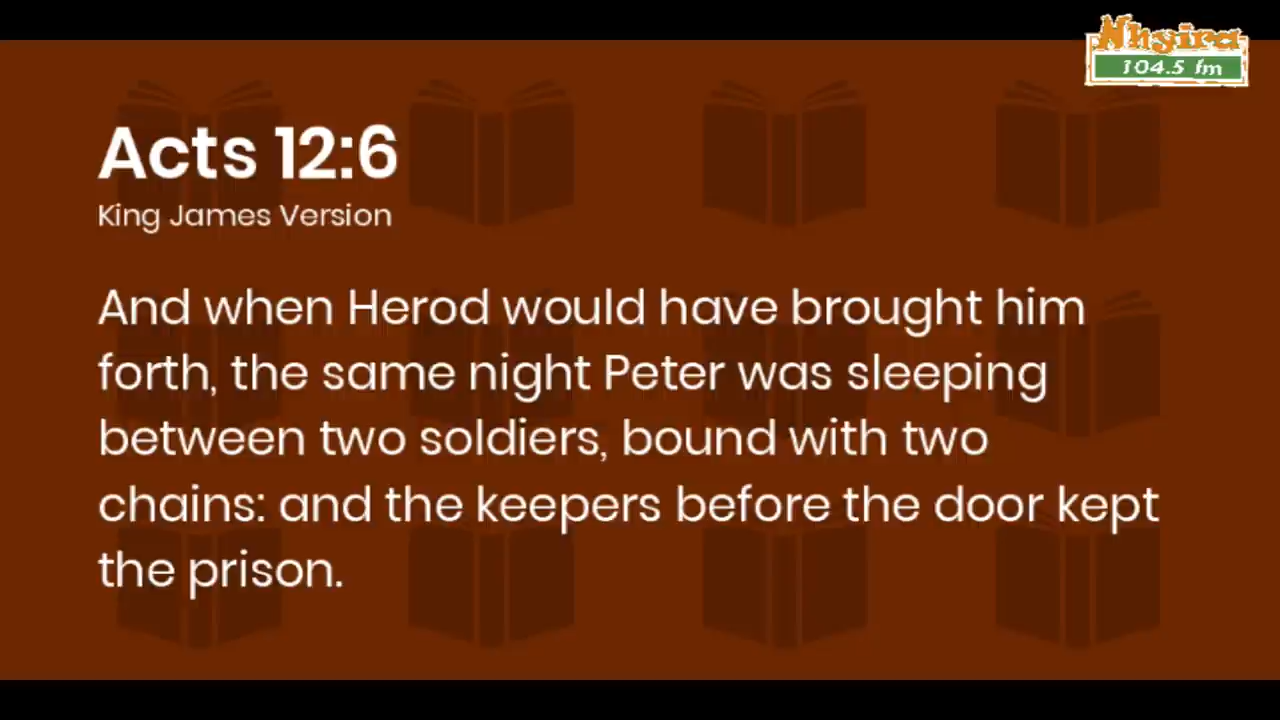 Nhyira
104.5 fm
Acts 12:6
King James Version
And when Herod would have brought him
forth, the same night Peter was sleeping
between two soldiers, bound with two
chains: and the keepers before the door kept
the prison.